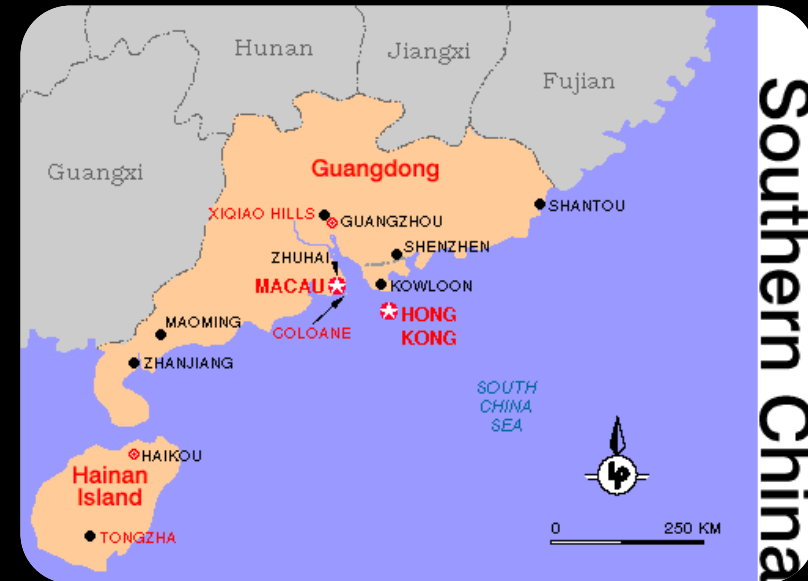 Hunan
Jiangxi
Fujian
Guangxi
Guangdong
XIQIAO HILLS
GUANGZHOU
SHANTOU
SHENZHEN
ZHUHAI
MACAU
KOWLOON
HONG
KONG
COLOANE
MAOMING
ZHANJIANG
SOUTH
CHINA
SEA
HAIKOU
Hainan
Island
TONGZHA
LP
0 250 KM
Southern China